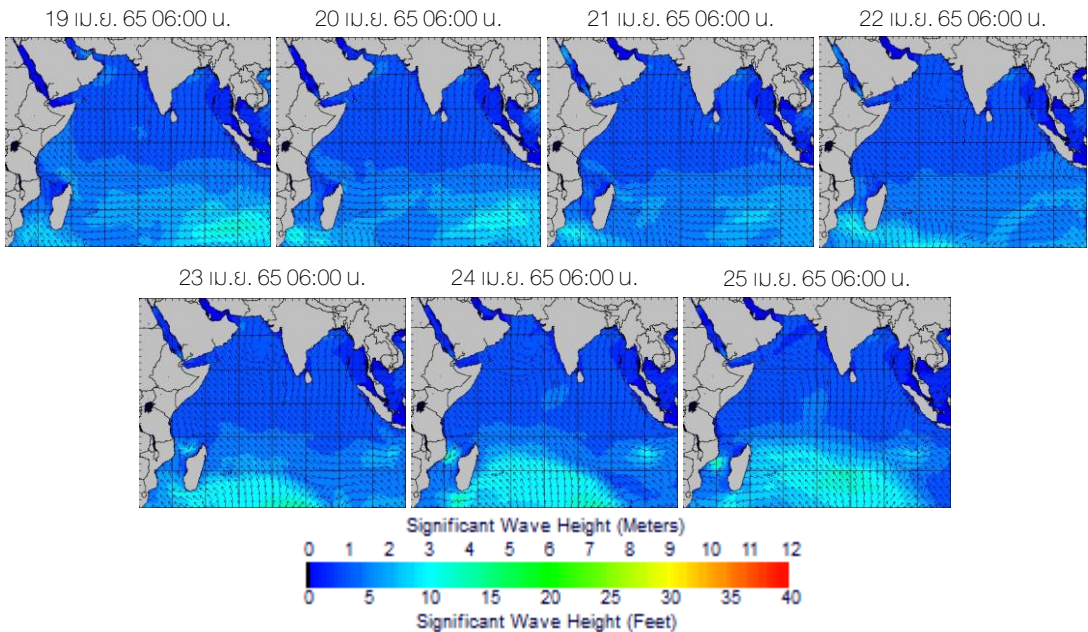 19 เม.ย. 65 06:00 น.
20 เม.ย. 65 06:00 น.
21 เม.ย. 65 06:00 น.
22 เม.ย. 65 06:00 น.
23 เม.ย. 65 06:00 น.
24 เม.ย. 65 06:00 น.
25 เม.ย. 65 06:00 น.
Significant Wave Height (Meters)
0 1 2 3 4 5 6 7 8 9 10 11 12
0 5 10 15 20 25 30 35 40
Significant Wave Height (Feet)